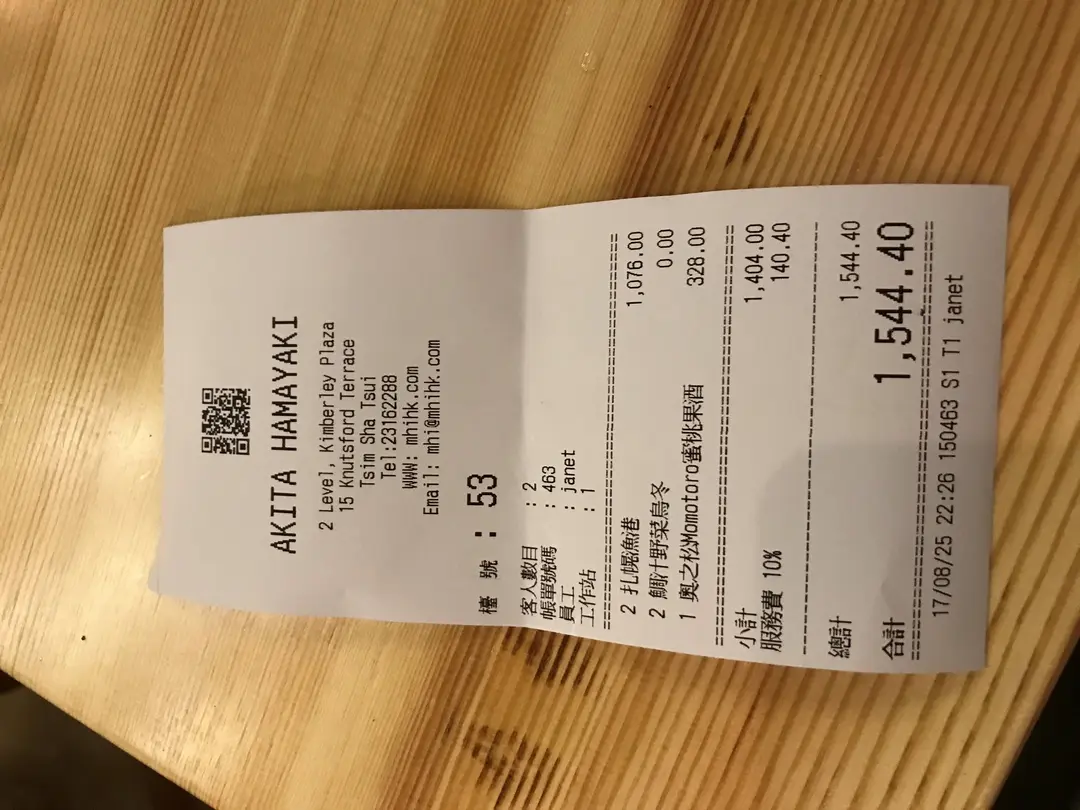 AKITA HAMAYAKI
2 Level, Kimberley Plaza
15 Knutsford Terrace
Tsim Sha Tsui
Tel:23162288
WWW: mhihk.com
Email: mhi@mhihk.com
檯 號 : 53
客人數目 : 2
帳單號碼 : 463
員工 : janet
工作站 : 1
2 扎幌漁港 1,076.00
2 鯛汁野菜烏冬 0.00
1 奧之松Momotoro蜜桃果酒 328.00
小計 1,404.00
服務費 10% 140.40
總計 1,544.40
合計 1,544.40
17/08/25 22:26 150463 S1 T1 janet